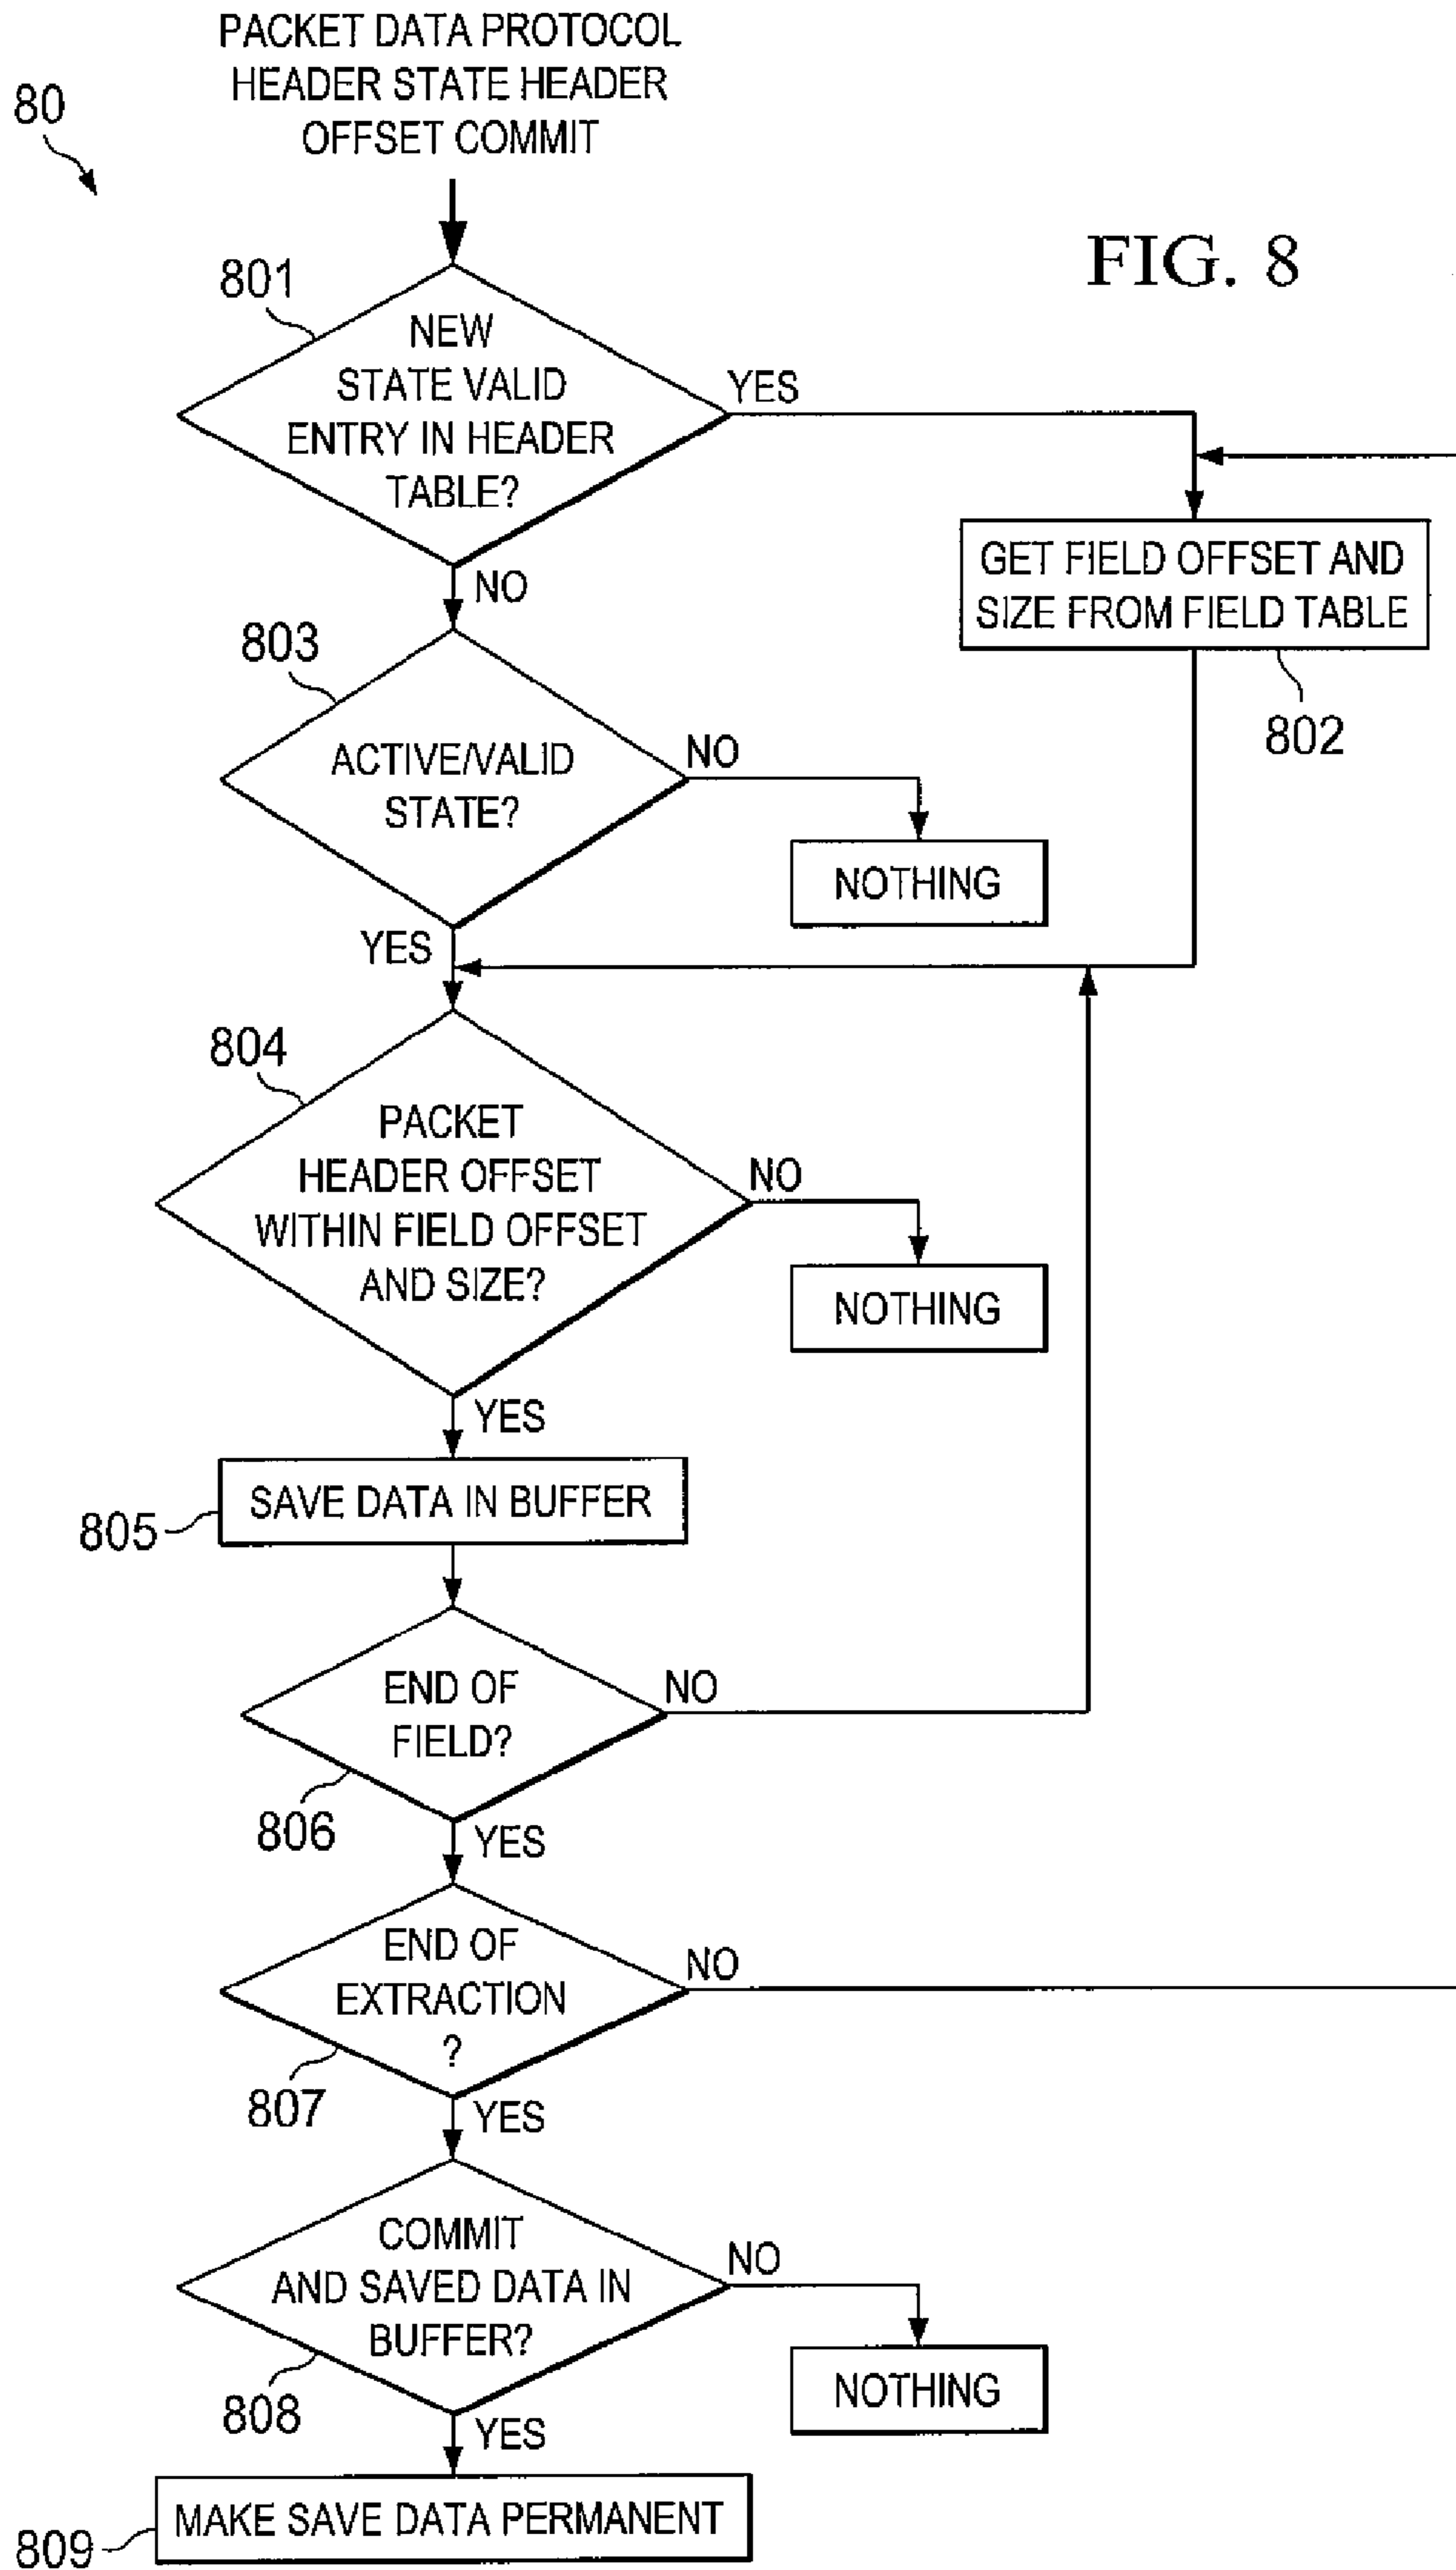 PACKET DATA PROTOCOL
HEADER STATE HEADER
OFFSET COMMIT
80
FIG. 8
801
NEW
STATE VALID
ENTRY IN HEADER
TABLE?
YES
NO
GET FIELD OFFSET AND
SIZE FROM FIELD TABLE
802
803
ACTIVE/VALID
STATE?
NO
NOTHING
YES
804
PACKET
HEADER OFFSET
WITHIN FIELD OFFSET
AND SIZE?
NO
NOTHING
YES
SAVE DATA IN BUFFER
805
END OF
FIELD?
NO
806
YES
END OF
EXTRACTION
?
NO
807
YES
COMMIT
AND SAVED DATA IN
BUFFER?
NO
NOTHING
808
YES
MAKE SAVE DATA PERMANENT
809